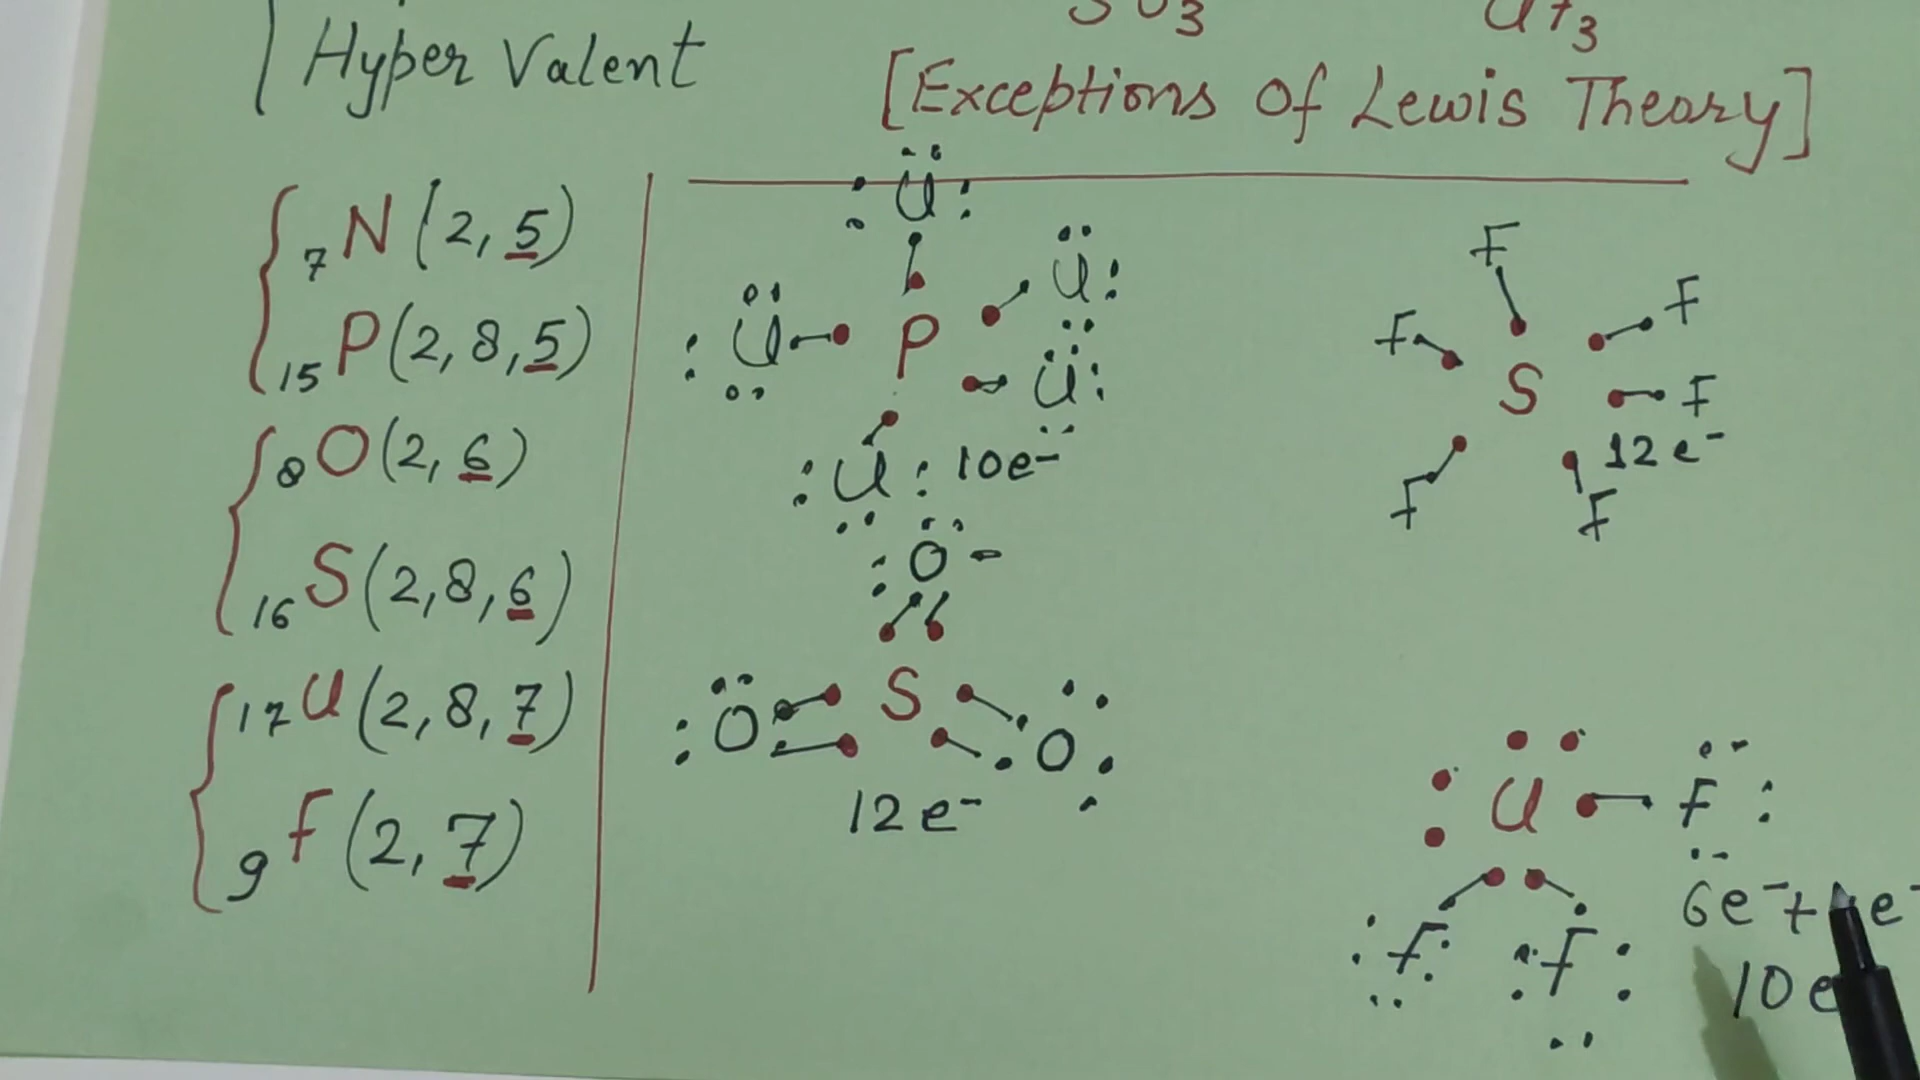 SO3 ClF3
Hyper Valent
[Exceptions Of Lewis Theory]
7N (2, 5)
15P (2, 8, 5)
8O (2, 6)
16S (2, 8, 6)
17Cl (2, 8, 7)
9F (2, 7)
Cl
Cl P Cl
Cl
Cl 10e-
O -
O S O
12e-
F
F F
S
F
F F
12e-
Cl F
F F
6e- + e-
10e